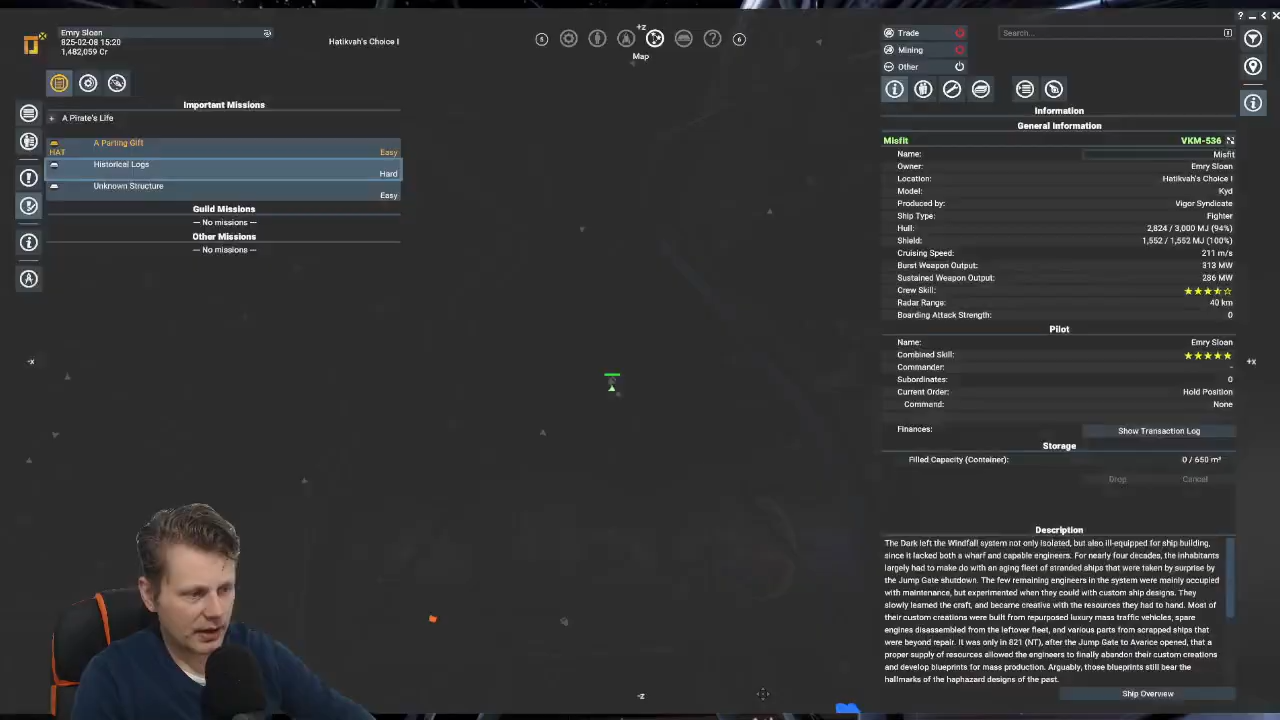 Emry Sloan
825-02-08 15:20
1,482,059 Cr
Hatikvah's Choice I
+z
5
6
Map
? _ < x
Trade
Mining
Other
Search...
Important Missions
A Pirate's Life
A Parting Gift
HAT
Easy
Historical Logs
Hard
Unknown Structure
Easy
Guild Missions
--- No missions ---
Other Missions
--- No missions ---
-x
+x
-z
Information
General Information
Misfit VKM-536
Name: Misfit
Owner: Emry Sloan
Location: Hatikvah's Choice I
Model: Kyd
Produced by: Vigor Syndicate
Ship Type: Fighter
Hull: 2,824 / 3,000 MJ (94%)
Shield: 1,552 / 1,552 MJ (100%)
Cruising Speed: 211 m/s
Burst Weapon Output: 313 MW
Sustained Weapon Output: 286 MW
Crew Skill: ★★★★☆
Radar Range: 40 km
Boarding Attack Strength: 0
Pilot
Name: Emry Sloan
Combined Skill: ★★★★★
Commander: -
Subordinates: 0
Current Order: Hold Position
Command: None
Finances: Show Transaction Log
Storage
Filled Capacity (Container): 0 / 650 m³
Drop Cancel
Description
The Dark left the Windfall system not only isolated, but also ill-equipped for ship building,
since it lacked both a wharf and capable engineers. For nearly four decades, the inhabitants
largely had to make do with an aging fleet of stranded ships that were taken by surprise by
the Jump Gate shutdown. The few remaining engineers in the system were mainly occupied
with maintenance, but experimented when they could with custom ship designs. They
slowly learned the craft, and became creative with the resources they had to hand. Most of
their custom creations were built from repurposed luxury mass traffic vehicles, spare
engines disassembled from the leftover fleet, and various parts from scrapped ships that
were beyond repair. It was only in 821 (NT), after the Jump Gate to Avarice opened, that a
proper supply of resources allowed the engineers to finally abandon their custom creations
and develop blueprints for mass production. Arguably, those blueprints still bear the
hallmarks of the haphazard designs of the past.
Ship Overview